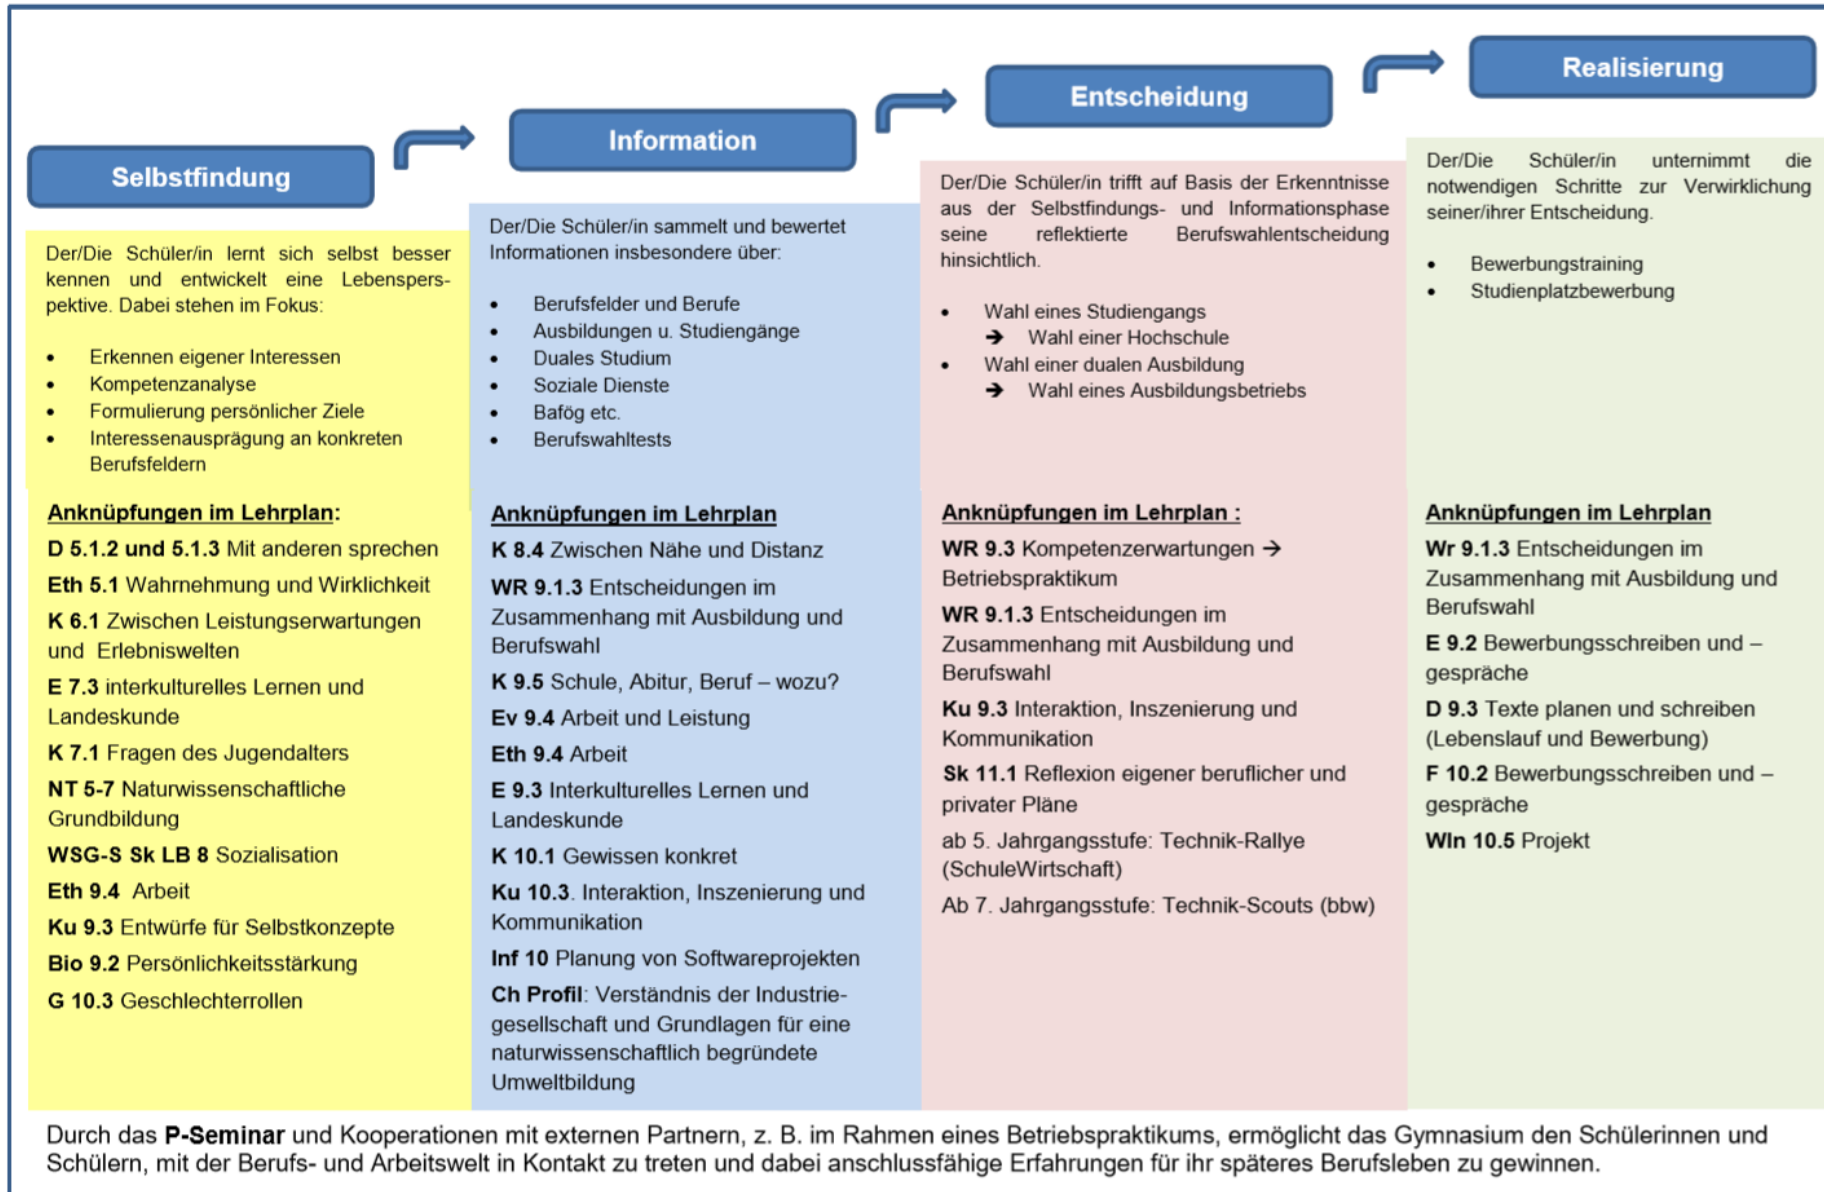 Selbstfindung
Der/Die Schüler/in lernt sich selbst besser
kennen und entwickelt eine Lebenspers-
pektive. Dabei stehen im Fokus:
• Erkennen eigener Interessen
• Kompetenzanalyse
• Formulierung persönlicher Ziele
• Interessenausprägung an konkreten
Berufsfeldern
Anknüpfungen im Lehrplan:
D 5.1.2 und 5.1.3 Mit anderen sprechen
Eth 5.1 Wahrnehmung und Wirklichkeit
K 6.1 Zwischen Leistungserwartungen
und Erlebniswelten
E 7.3 interkulturelles Lernen und
Landeskunde
K 7.1 Fragen des Jugendalters
NT 5-7 Naturwissenschaftliche
Grundbildung
WSG-S Sk LB 8 Sozialisation
Eth 9.4 Arbeit
Ku 9.3 Entwürfe für Selbstkonzepte
Bio 9.2 Persönlichkeitsstärkung
G 10.3 Geschlechterrollen
Information
Der/Die Schüler/in sammelt und bewertet
Informationen insbesondere über:
• Berufsfelder und Berufe
• Ausbildungen u. Studiengänge
• Duales Studium
• Soziale Dienste
• Bafög etc.
• Berufswahltests
Anknüpfungen im Lehrplan
K 8.4 Zwischen Nähe und Distanz
WR 9.1.3 Entscheidungen im
Zusammenhang mit Ausbildung und
Berufswahl
K 9.5 Schule, Abitur, Beruf – wozu?
Ev 9.4 Arbeit und Leistung
Eth 9.4 Arbeit
E 9.3 Interkulturelles Lernen und
Landeskunde
K 10.1 Gewissen konkret
Ku 10.3. Interaktion, Inszenierung und
Kommunikation
Inf 10 Planung von Softwareprojekten
Ch Profil: Verständnis der Industrie-
gesellschaft und Grundlagen für eine
naturwissenschaftlich begründete
Umweltbildung
Entscheidung
Der/Die Schüler/in trifft auf Basis der Erkenntnisse
aus der Selbstfindungs- und Informationsphase
seine reflektierte Berufswahlentscheidung
hinsichtlich.
• Wahl eines Studiengangs
➔ Wahl einer Hochschule
• Wahl einer dualen Ausbildung
➔ Wahl eines Ausbildungsbetriebs
Anknüpfungen im Lehrplan :
WR 9.3 Kompetenzerwartungen →
Betriebspraktikum
WR 9.1.3 Entscheidungen im
Zusammenhang mit Ausbildung und
Berufswahl
Ku 9.3 Interaktion, Inszenierung und
Kommunikation
Sk 11.1 Reflexion eigener beruflicher und
privater Pläne
ab 5. Jahrgangsstufe: Technik-Rallye
(SchuleWirtschaft)
Ab 7. Jahrgangsstufe: Technik-Scouts (bbw)
Realisierung
Der/Die Schüler/in unternimmt die
notwendigen Schritte zur Verwirklichung
seiner/ihrer Entscheidung.
• Bewerbungstraining
• Studienplatzbewerbung
Anknüpfungen im Lehrplan
Wr 9.1.3 Entscheidungen im
Zusammenhang mit Ausbildung und
Berufswahl
E 9.2 Bewerbungsschreiben und –
gespräche
D 9.3 Texte planen und schreiben
(Lebenslauf und Bewerbung)
F 10.2 Bewerbungsschreiben und –
gespräche
WIn 10.5 Projekt
Durch das P-Seminar und Kooperationen mit externen Partnern, z. B. im Rahmen eines Betriebspraktikums, ermöglicht das Gymnasium den Schülerinnen und
Schülern, mit der Berufs- und Arbeitswelt in Kontakt zu treten und dabei anschlussfähige Erfahrungen für ihr späteres Berufsleben zu gewinnen.